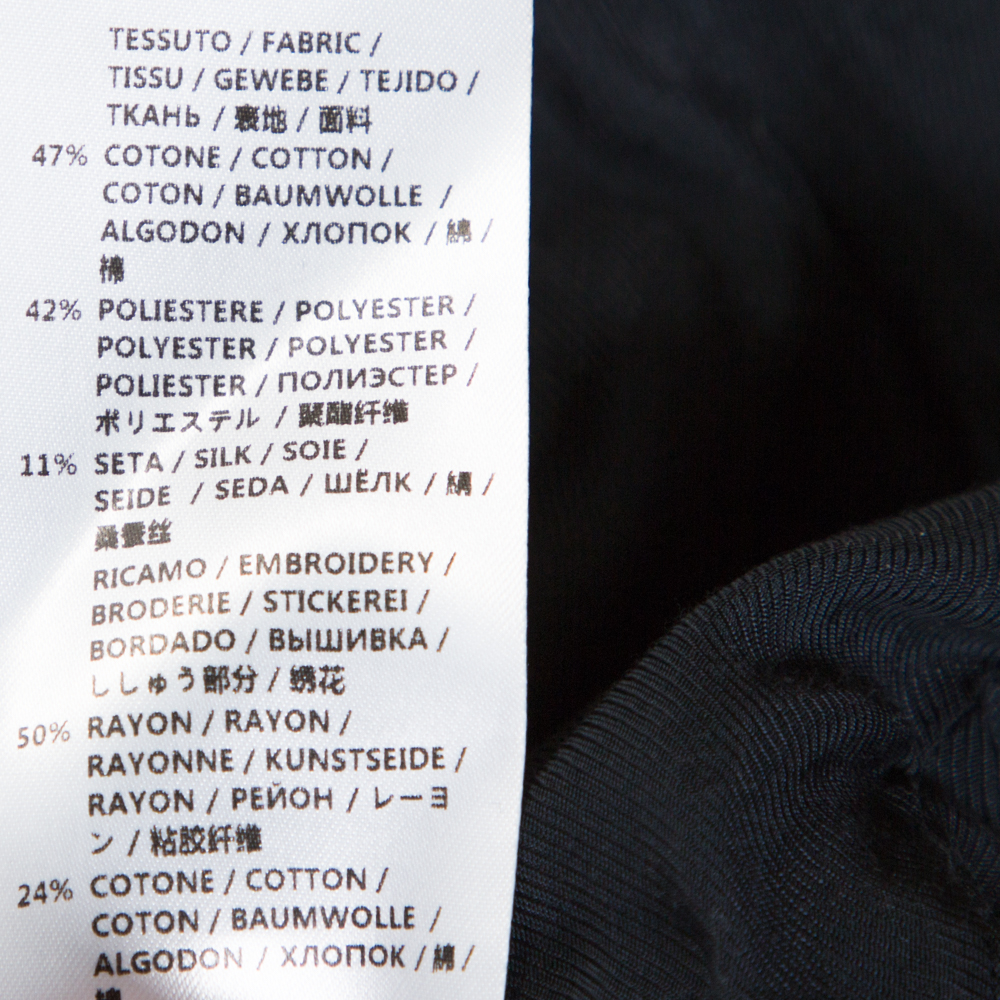 TESSUTO / FABRIC /
TISSU / GEWEBE / TEJIDO /
ТКАНЬ / 裏地 / 面料
47% COTONE / COTTON /
COTON / BAUMWOLLE /
ALGODON / ХЛОПОК / 綿 /
棉
42% POLIESTERE / POLYESTER /
POLYESTER / POLYESTER /
POLIESTER / ПОЛИЭСТЕР /
ポリエステル / 聚酯纤维
11% SETA / SILK / SOIE /
SEIDE / SEDA / ШЁЛК / 絹 /
桑蚕丝
RICAMO / EMBROIDERY /
BRODERIE / STICKEREI /
BORDADO / ВЫШИВКА /
ししゅう部分 / 绣花
50% RAYON / RAYON /
RAYONNE / KUNSTSEIDE /
RAYON / РЕЙОН / レーヨ
ン / 粘胶纤维
24% COTONE / COTTON /
COTON / BAUMWOLLE /
ALGODON / ХЛОПОК / 綿 /